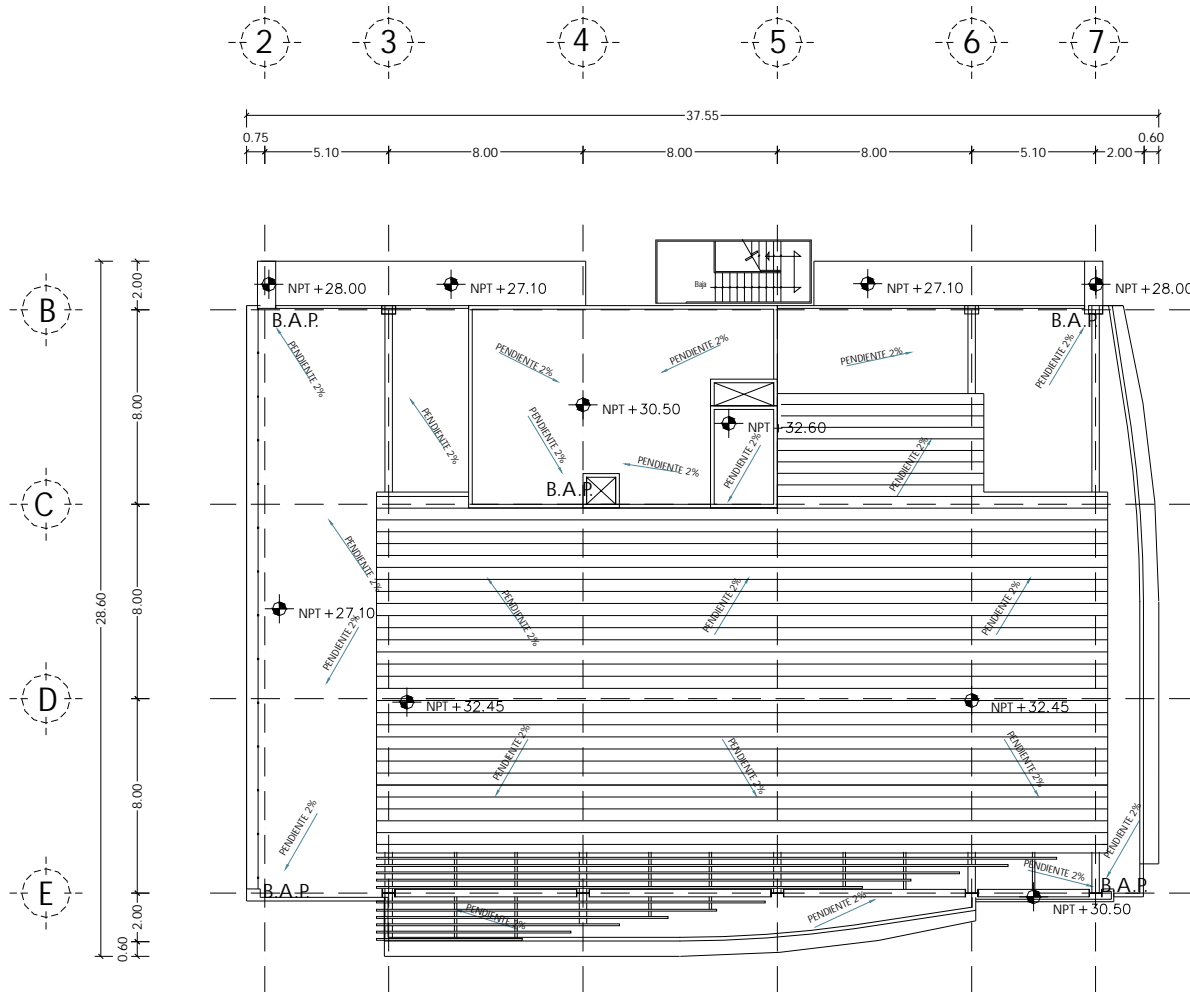 2 3 4 5 6 7
37.55
0.75 0.60
5.10 8.00 8.00 8.00 5.10 2.00
2.00
NPT +28.00 NPT +27.10 Baja NPT +27.10 NPT +28.00
B
B.A.P. B.A.P.
PENDIENTE 2% PENDIENTE 2% PENDIENTE 2% PENDIENTE 2% PENDIENTE 2%
8.00
NPT +30.50
PENDIENTE 2% PENDIENTE 2% NPT +32.60
PENDIENTE 2% PENDIENTE 2% PENDIENTE 2%
B.A.P.
C
PENDIENTE 2%
28.60 8.00
PENDIENTE 2% PENDIENTE 2% PENDIENTE 2%
NPT +27.10
PENDIENTE 2%
D
NPT +32.45 NPT +32.45
PENDIENTE 2% PENDIENTE 2% PENDIENTE 2%
8.00
PENDIENTE 2% PENDIENTE 2%
PENDIENTE 2%
E
B.A.P. B.A.P.
2.00
PENDIENTE 2% PENDIENTE 2% NPT +30.50
0.60